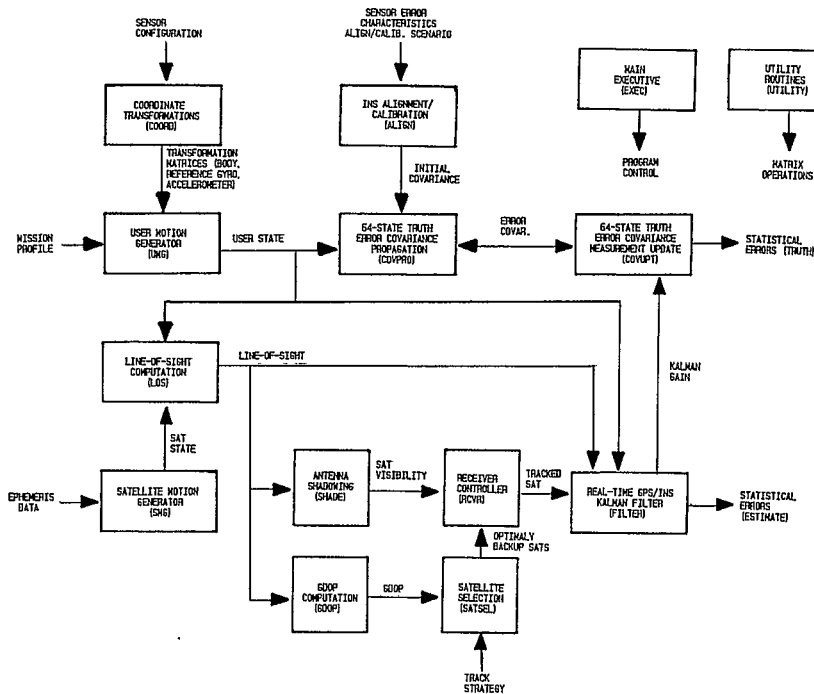 SENSOR
CONFIGURATION
SENSOR ERROR
CHARACTERISTICS
ALIGN/CALIB. SCENARIO
COORDINATE
TRANSFORMATIONS
(COORD)
INS ALIGNMENT/
CALIBRATION
(ALIGN)
MAIN
EXECUTIVE
(EXEC)
UTILITY
ROUTINES
(UTILITY)
TRANSFORMATION
MATRICES (BODY,
REFERENCE GYRO,
ACCELEROMETER)
INITIAL
COVARIANCE
PROGRAM
CONTROL
MATRIX
OPERATIONS
MISSION
PROFILE
USER MOTION
GENERATOR
(UMG)
USER STATE
64-STATE TRUTH
ERROR COVARIANCE
PROPAGATION
(COVPRO)
ERROR
COVAR.
64-STATE TRUTH
ERROR COVARIANCE
MEASUREMENT UPDATE
(COVUPT)
STATISTICAL
ERRORS (TRUTH)
LINE-OF-SIGHT
COMPUTATION
(LOS)
LINE-OF-SIGHT
KALMAN
GAIN
SAT
STATE
EPHEMERIS
DATA
SATELLITE MOTION
GENERATOR
(SMG)
ANTENNA
SHADOWING
(SHADE)
SAT
VISIBILITY
RECEIVER
CONTROLLER
(RCVR)
TRACKED
SAT
REAL-TIME GPS/INS
KALMAN FILTER
(FILTER)
STATISTICAL
ERRORS
(ESTIMATE)
OPTIMALY
BACKUP SATS
GDOP
COMPUTATION
(GDOP)
GDOP
SATELLITE
SELECTION
(SATSEL)
TRACK
STRATEGY